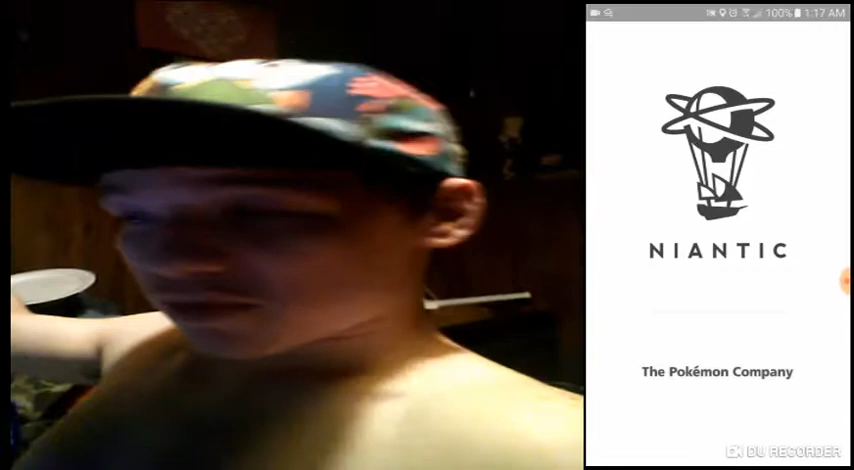 100% 1:17 AM
NIANTIC
The Pokémon Company
DU RECORDER